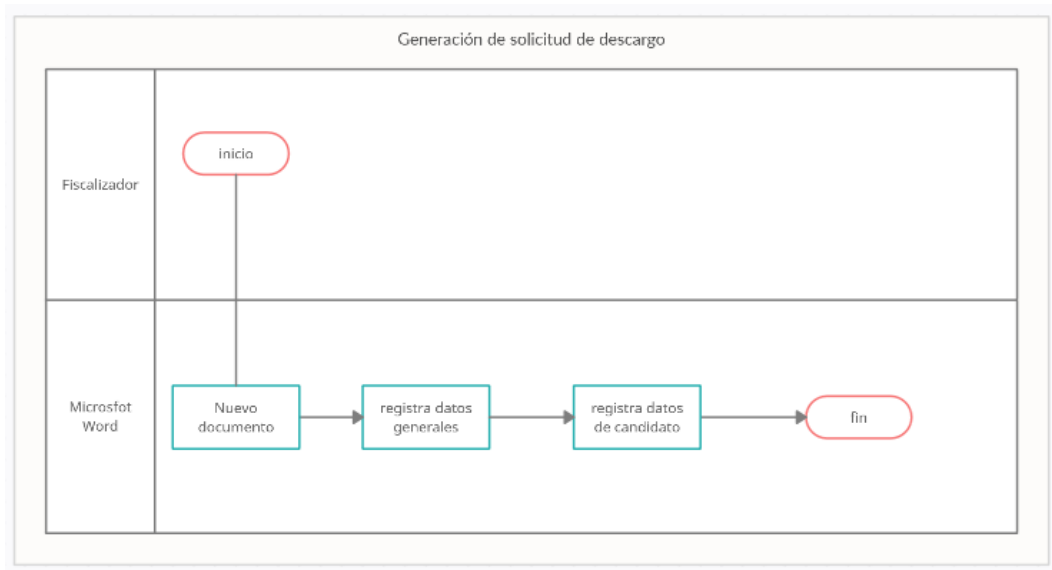 Generación de solicitud de descargo
Fiscalizador
inicio
Microsfot
Word
Nuevo
documento
registra datos
generales
registra datos
de candidato
fin